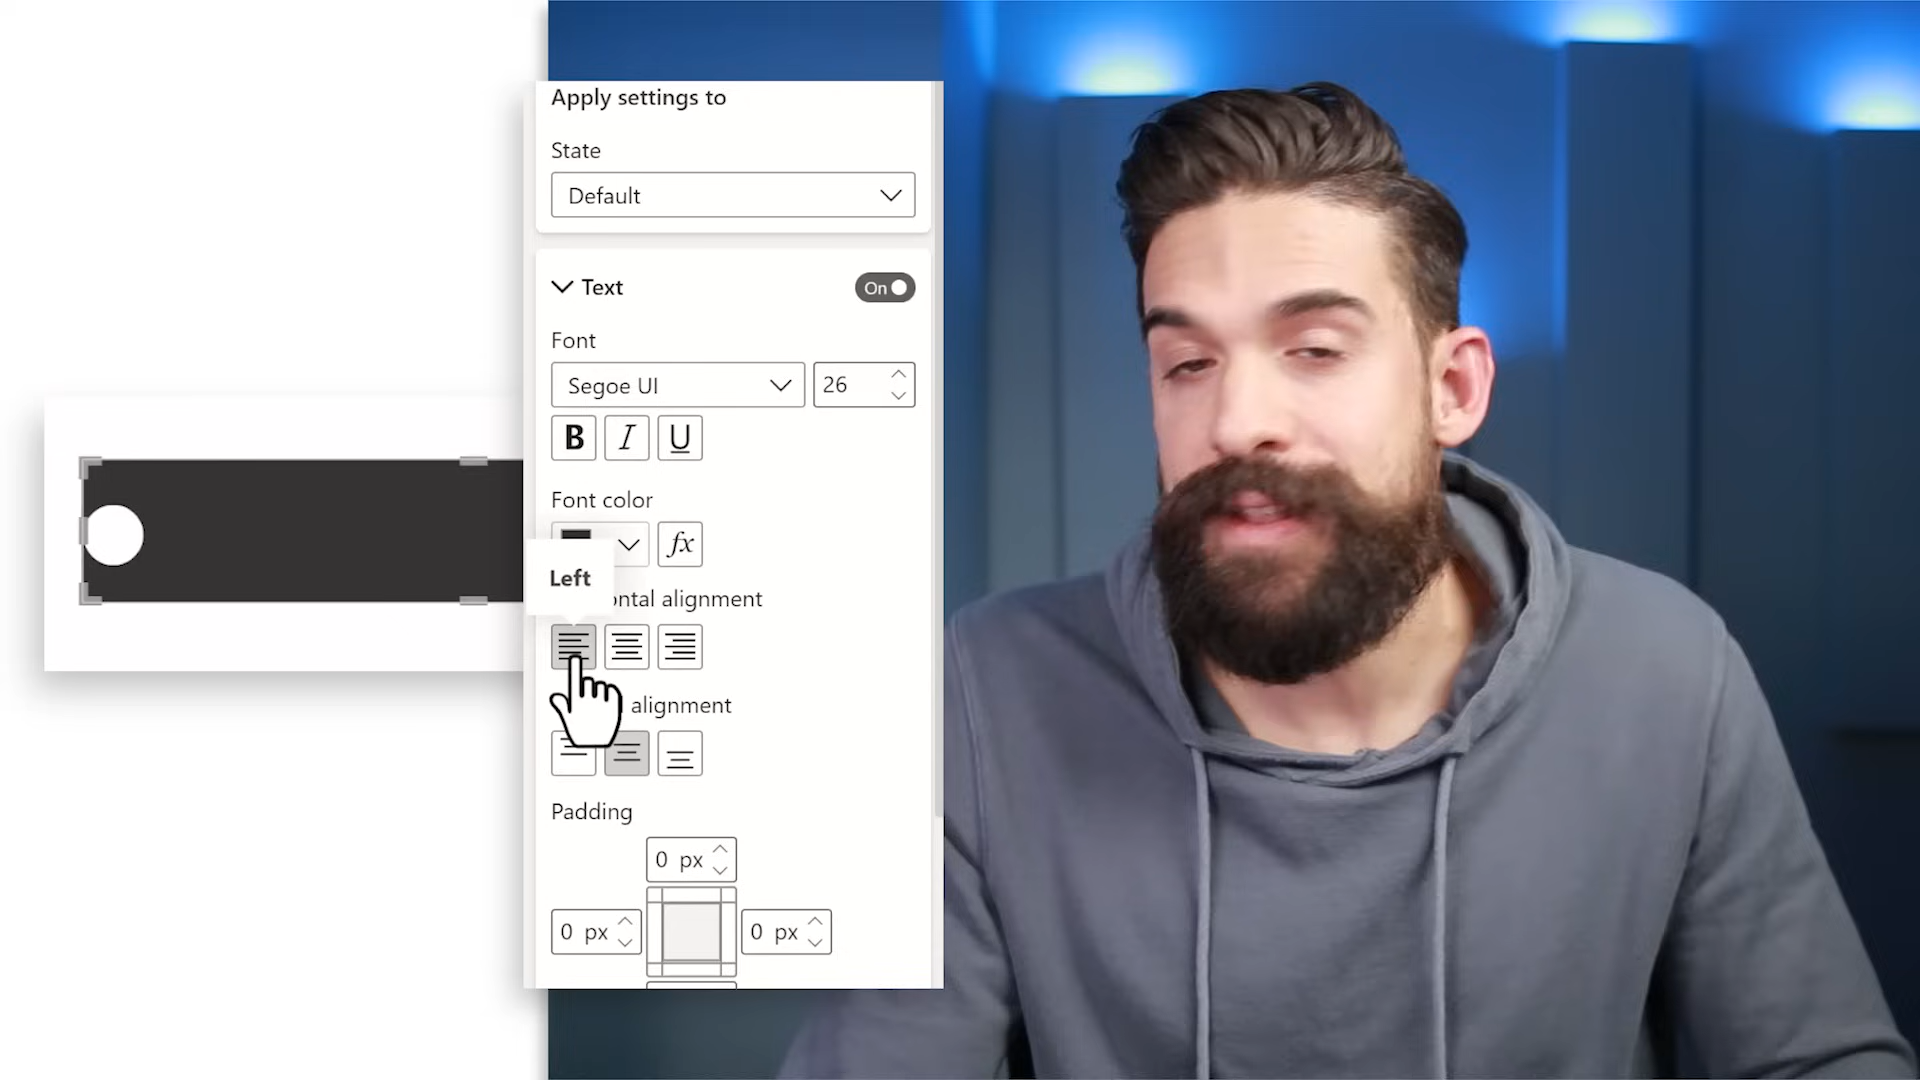 Apply settings to
State
Default
Text
On
Font
Segoe UI
26
B I U
Font color
fx
Left
ntal alignment
alignment
Padding
0 px
0 px
0 px